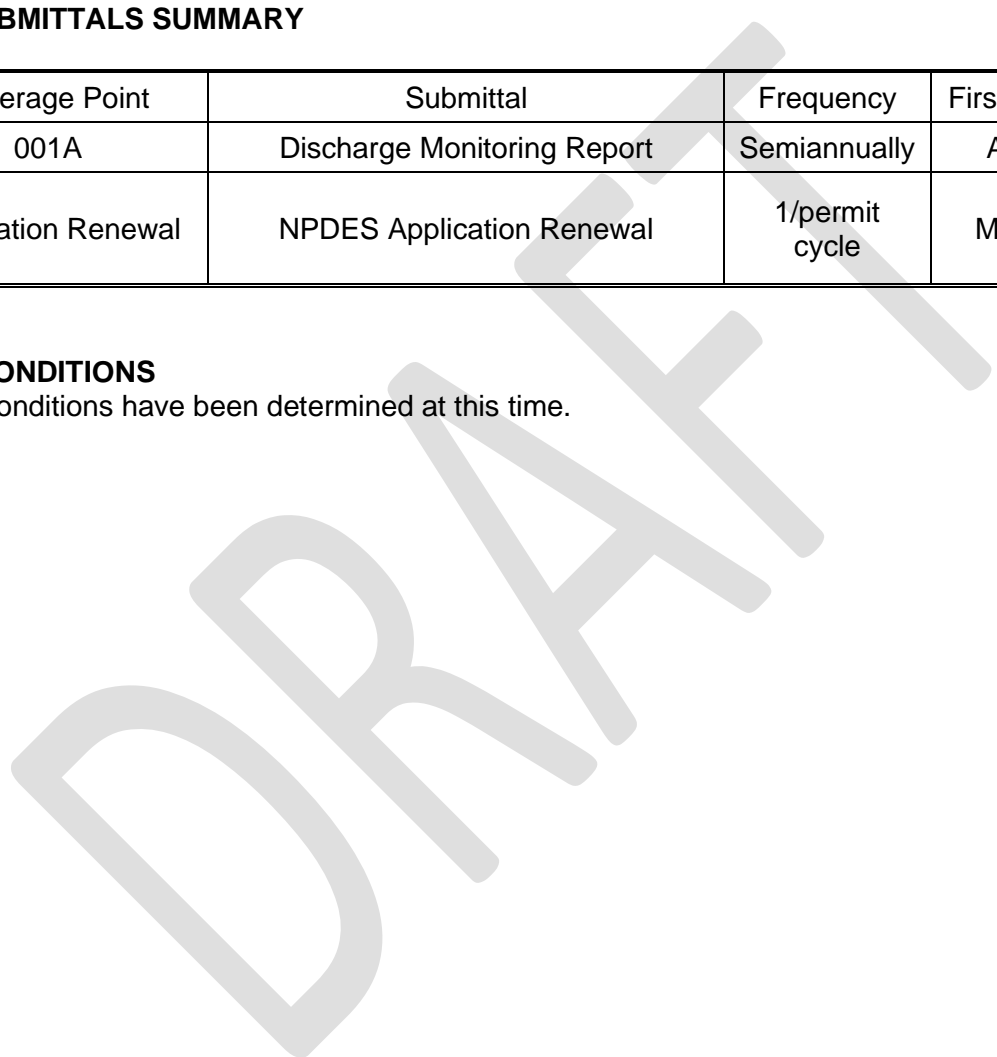 BMITTALS SUMMARY
erage Point Submittal Frequency Firs
001A Discharge Monitoring Report Semiannually A
ation Renewal NPDES Application Renewal 1/permit cycle M
ONDITIONS
onditions have been determined at this time.
DRAFT